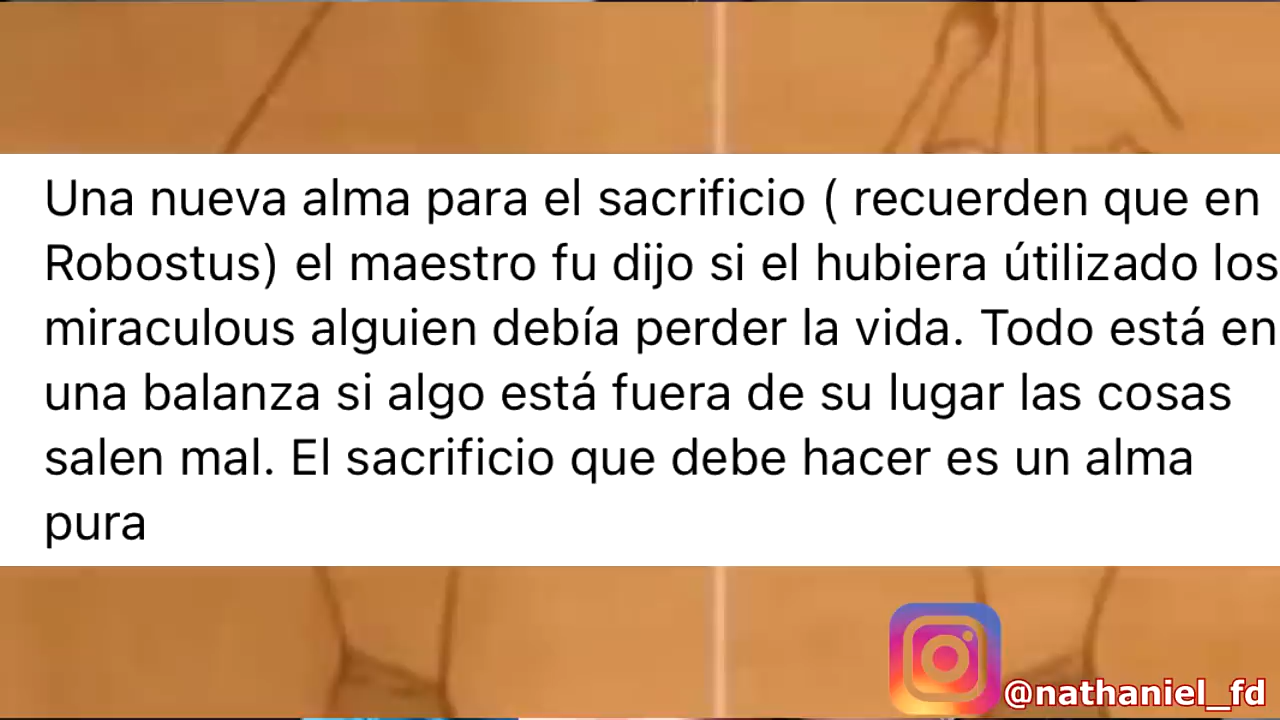 Una nueva alma para el sacrificio ( recuerden que en
Robostus) el maestro fu dijo si el hubiera útilizado los
miraculous alguien debía perder la vida. Todo está en
una balanza si algo está fuera de su lugar las cosas
salen mal. El sacrificio que debe hacer es un alma
pura
@nathaniel_fd